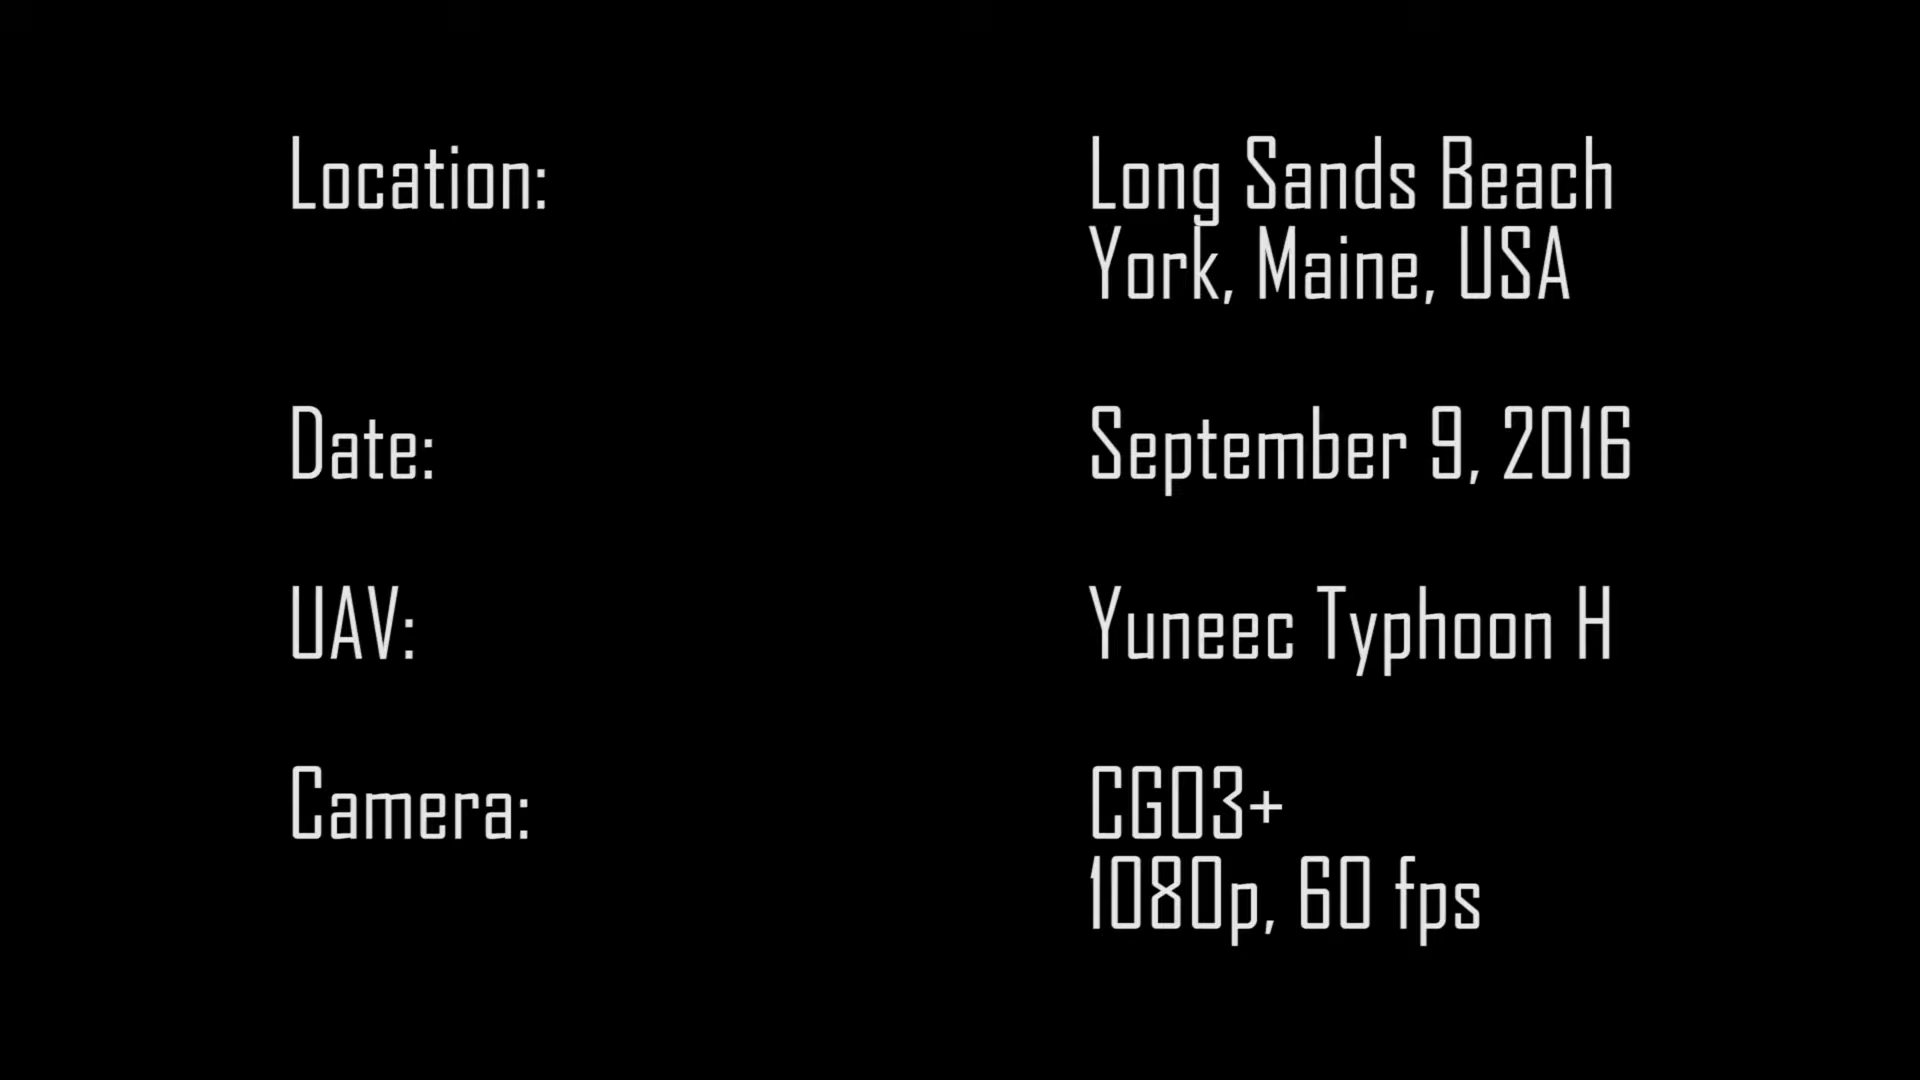 Location: Long Sands Beach
York, Maine, USA
Date: September 9, 2016
UAV: Yuneec Typhoon H
Camera: CGO3+
1080p, 60 fps